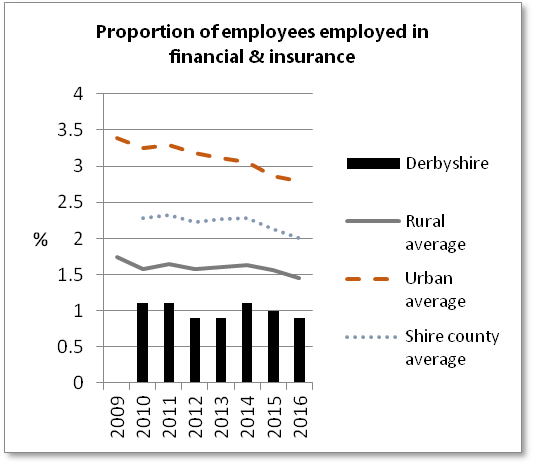 Proportion of employees employed in
financial & insurance
4
3.5
3
2.5
2
1.5
1
0.5
0
%
2009
2010
2011
2012
2013
2014
2015
2016
Derbyshire
Rural
average
Urban
average
Shire county
average